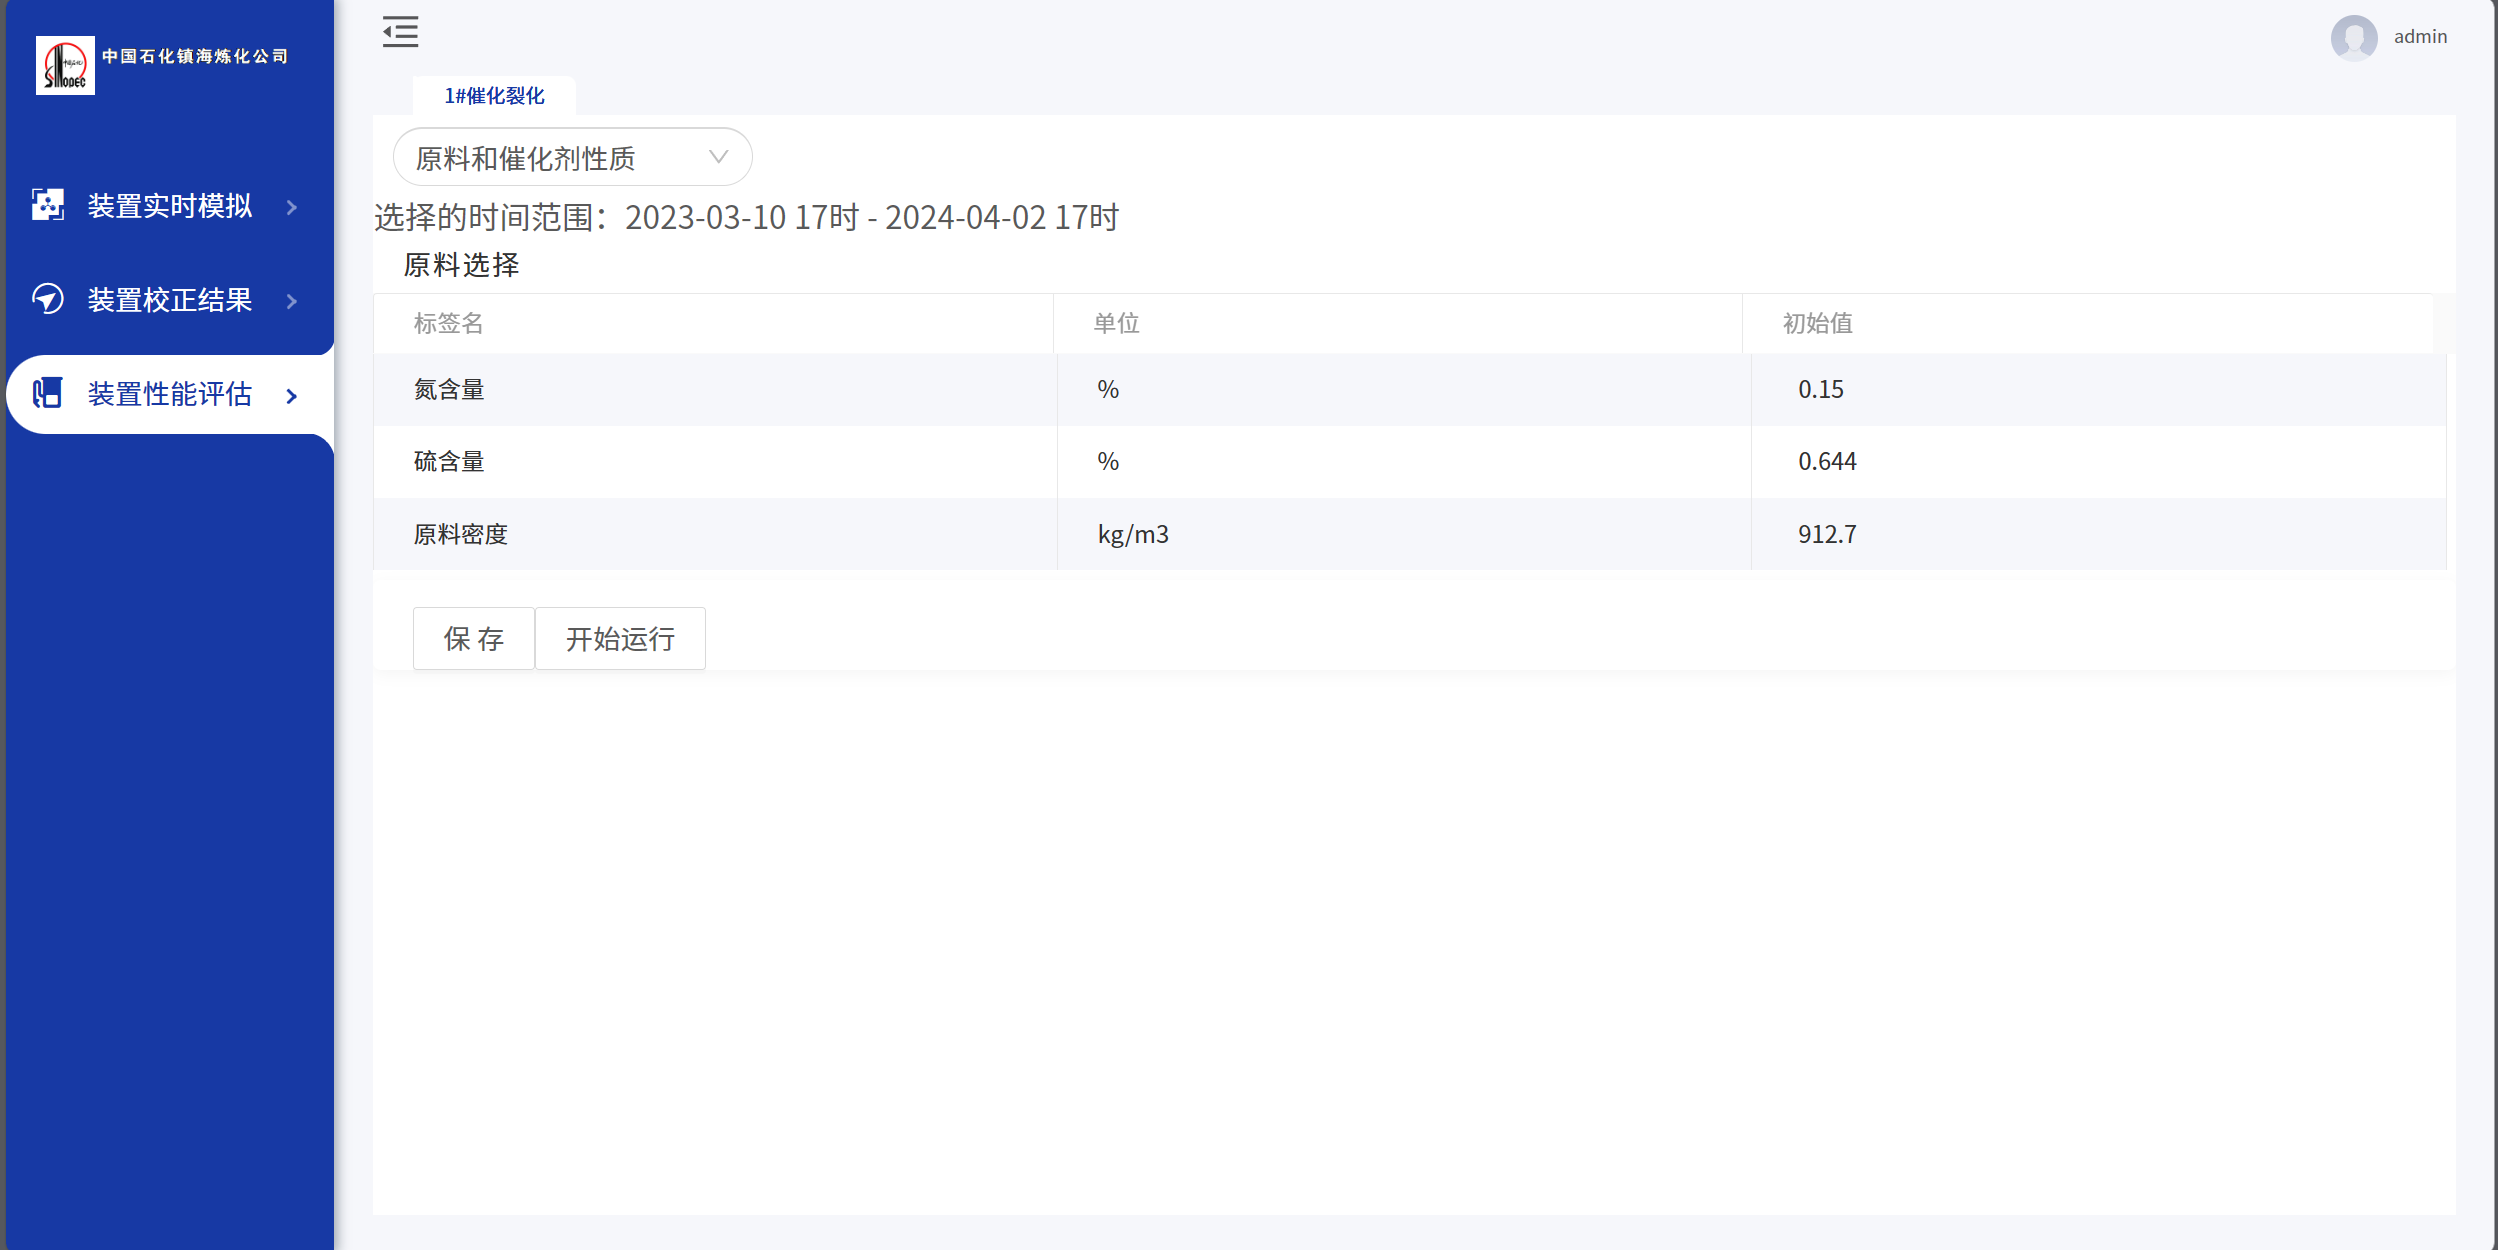 中国石化镇海炼化公司
SINOPEC
admin
1#催化裂化
装置实时模拟
装置校正结果
装置性能评估
原料和催化剂性质
选择的时间范围：2023-03-10 17时 - 2024-04-02 17时
原料选择
标签名 单位 初始值
氮含量 % 0.15
硫含量 % 0.644
原料密度 kg/m3 912.7
保 存 开始运行